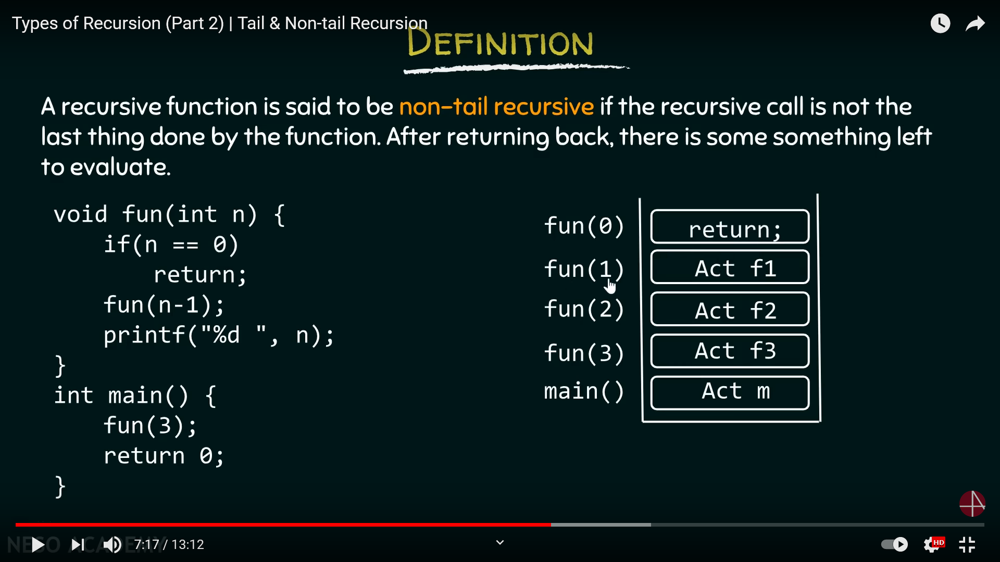 Types of Recursion (Part 2) | Tail & Non-tail Recursion
DEFINITION
A recursive function is said to be non-tail recursive if the recursive call is not the
last thing done by the function. After returning back, there is some something left
to evaluate.
void fun(int n) {
if(n == 0)
return;
fun(n-1);
printf("%d ", n);
}
int main() {
fun(3);
return 0;
}
fun(0) return;
fun(1) Act f1
fun(2) Act f2
fun(3) Act f3
main() Act m
NESO ACADEMY
7:17 / 13:12
HD